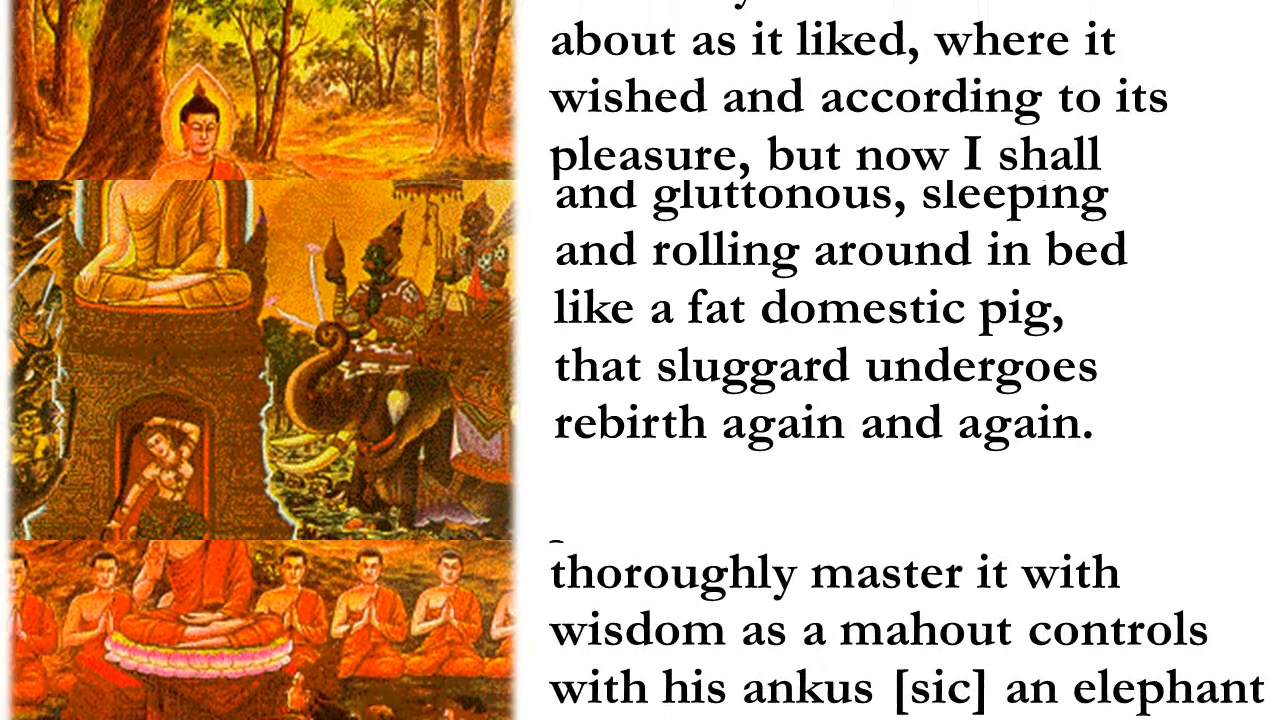 about as it liked, where it
wished and according to its
pleasure, but now I shall
and gluttonous, sleeping
and rolling around in bed
like a fat domestic pig,
that sluggard undergoes
rebirth again and again.
thoroughly master it with
wisdom as a mahout controls
with his ankus [sic] an elephant